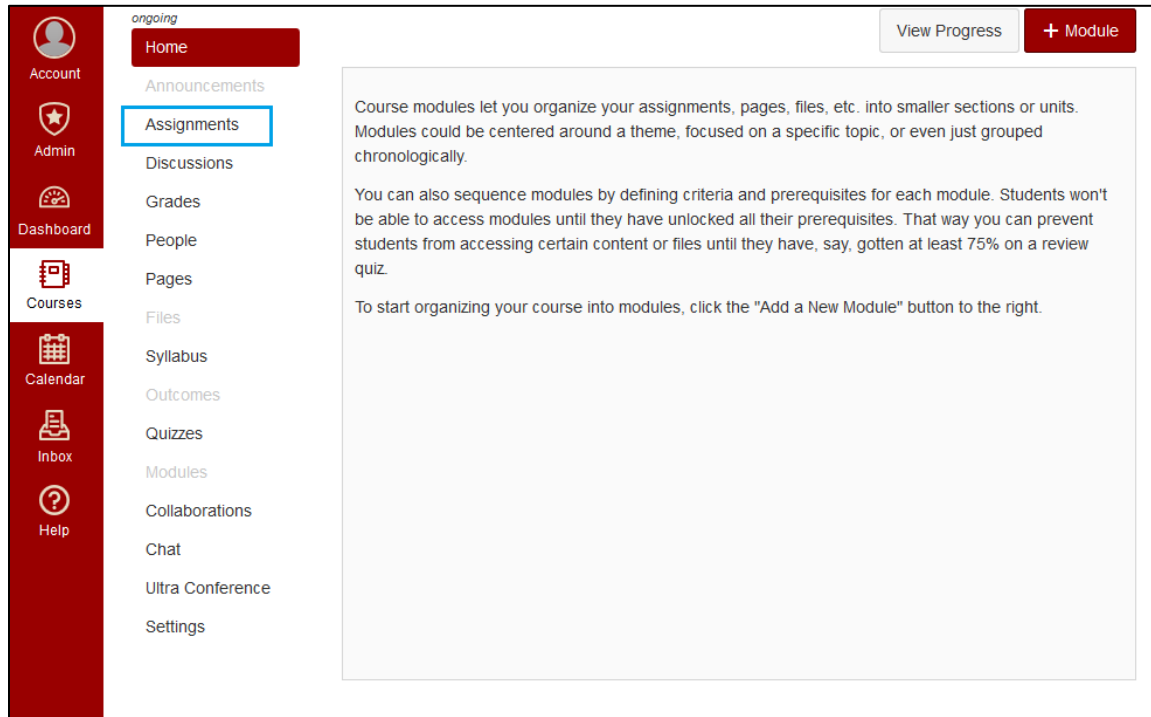 Account
Admin
Dashboard
Courses
Calendar
Inbox
Help
ongoing
Home
Announcements
Assignments
Discussions
Grades
People
Pages
Files
Syllabus
Outcomes
Quizzes
Modules
Collaborations
Chat
Ultra Conference
Settings
View Progress
+ Module
Course modules let you organize your assignments, pages, files, etc. into smaller sections or units.
Modules could be centered around a theme, focused on a specific topic, or even just grouped
chronologically.
You can also sequence modules by defining criteria and prerequisites for each module. Students won't
be able to access modules until they have unlocked all their prerequisites. That way you can prevent
students from accessing certain content or files until they have, say, gotten at least 75% on a review
quiz.
To start organizing your course into modules, click the "Add a New Module" button to the right.